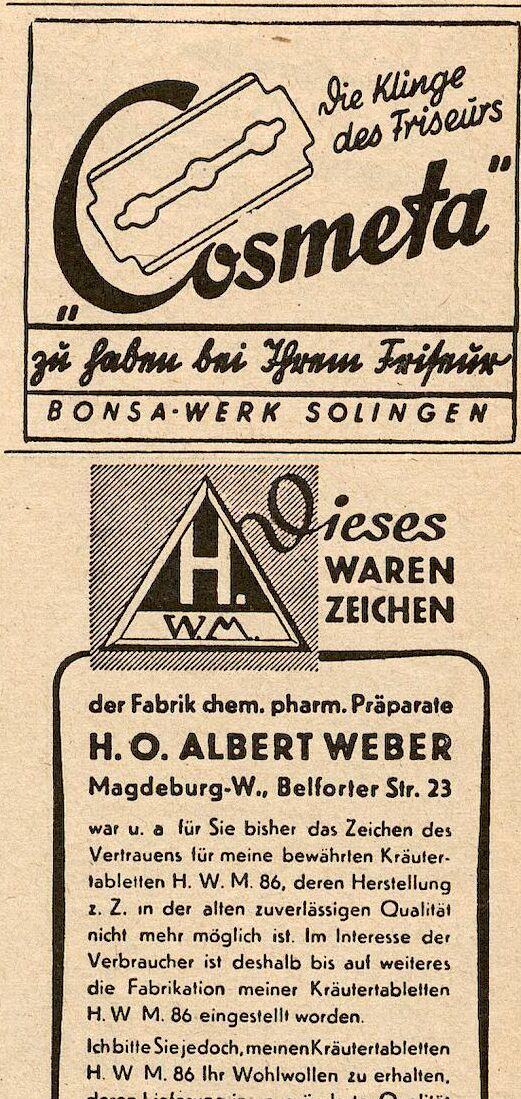 Die Klinge
des Friseurs
„Cosmeta"
zu haben bei Ihrem Friseur
BONSA-WERK SOLINGEN
H.
W.M.
Dieses
WAREN
ZEICHEN
der Fabrik chem. pharm. Präparate
H. O. ALBERT WEBER
Magdeburg-W., Belforter Str. 23
war u. a für Sie bisher das Zeichen des
Vertrauens für meine bewährten Kräuter-
tabletten H. W. M. 86, deren Herstellung
z. Z. in der alten zuverlässigen Qualität
nicht mehr möglich ist. Im Interesse der
Verbraucher ist deshalb bis auf weiteres
die Fabrikation meiner Kräutertabletten
H. W M. 86 eingestellt worden.
Ich bitte Sie jedoch, meinen Kräutertabletten
H. W M. 86 Ihr Wohlwollen zu erhalten,
deren Lieferung in Qualität